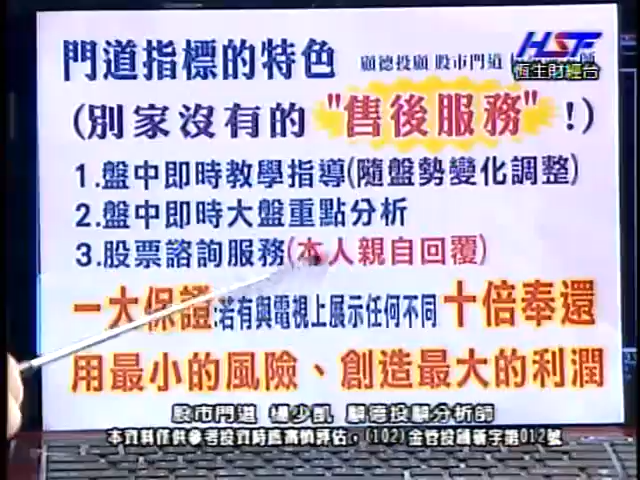 門道指標的特色 顧德投顧 股市門道 師
HSF
恆生財經台
(別家沒有的"售後服務"!)
1.盤中即時教學指導(隨盤勢變化調整)
2.盤中即時大盤重點分析
3.股票諮詢服務(本人親自回覆)
一大保證:若有與電視上展示任何不同 十倍奉還
用最小的風險、創造最大的利潤
股市門道 楊少凱 顧德投顧分析師
本資料僅供參考投資時應謹慎評估,(102)金管投顧新字第012號